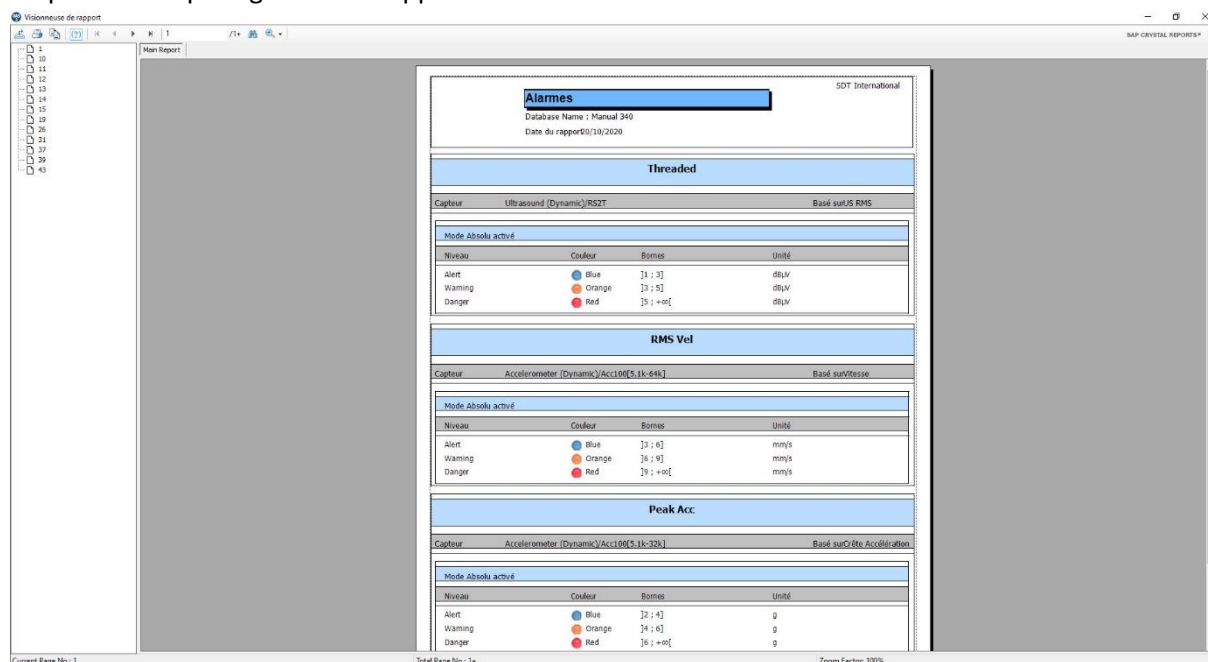 Visionneuse de rapport
1 /1+
SAP CRYSTAL REPORTS®
1
10
11
12
13
14
15
19
26
31
37
39
43
Main Report
SDT International
Alarmes
Database Name : Manual 340
Date du rapport20/10/2020
Threaded
Capteur Ultrasound (Dynamic)/RS2T Basé surUS RMS
Mode Absolu activé
Niveau Couleur Bornes Unité
Alert Blue ]1 ; 3] dBµV
Warning Orange ]3 ; 5] dBµV
Danger Red ]5 ; +∞[ dBµV
RMS Vel
Capteur Accelerometer (Dynamic)/Acc100[5.1k-64k] Basé surVitesse
Mode Absolu activé
Niveau Couleur Bornes Unité
Alert Blue ]3 ; 6] mm/s
Warning Orange ]6 ; 9] mm/s
Danger Red ]9 ; +∞[ mm/s
Peak Acc
Capteur Accelerometer (Dynamic)/Acc100[5.1k-32k] Basé surCrête Accélération
Mode Absolu activé
Niveau Couleur Bornes Unité
Alert Blue ]2 ; 4] g
Warning Orange ]4 ; 6] g
Danger Red ]6 ; +∞[ g
Current Page No.: 1 Total Page No.: 1+ Zoom Factor: 100%